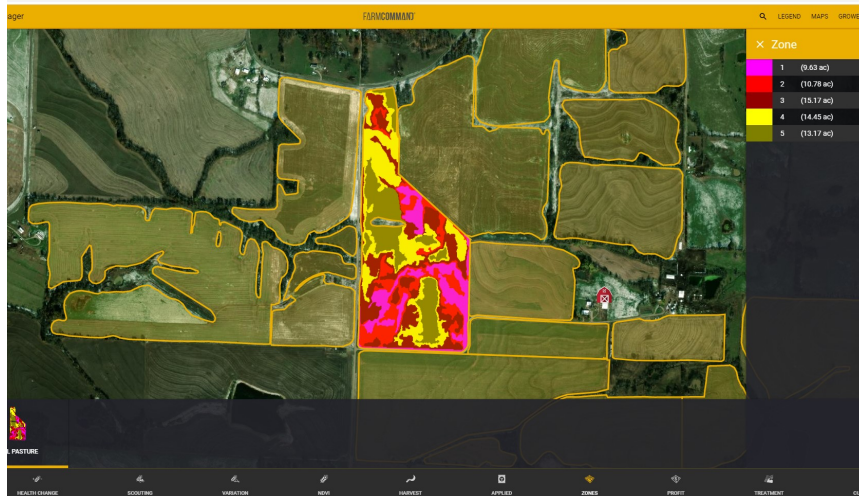 ager
FARMCOMMAND
LEGEND MAPS GROWE
× Zone
1 (9.63 ac)
2 (10.78 ac)
3 (15.17 ac)
4 (14.45 ac)
5 (13.17 ac)
L PASTURE
HEALTH CHANGE SCOUTING VARIATION NDVI HARVEST APPLIED ZONES PROFIT TREATMENT